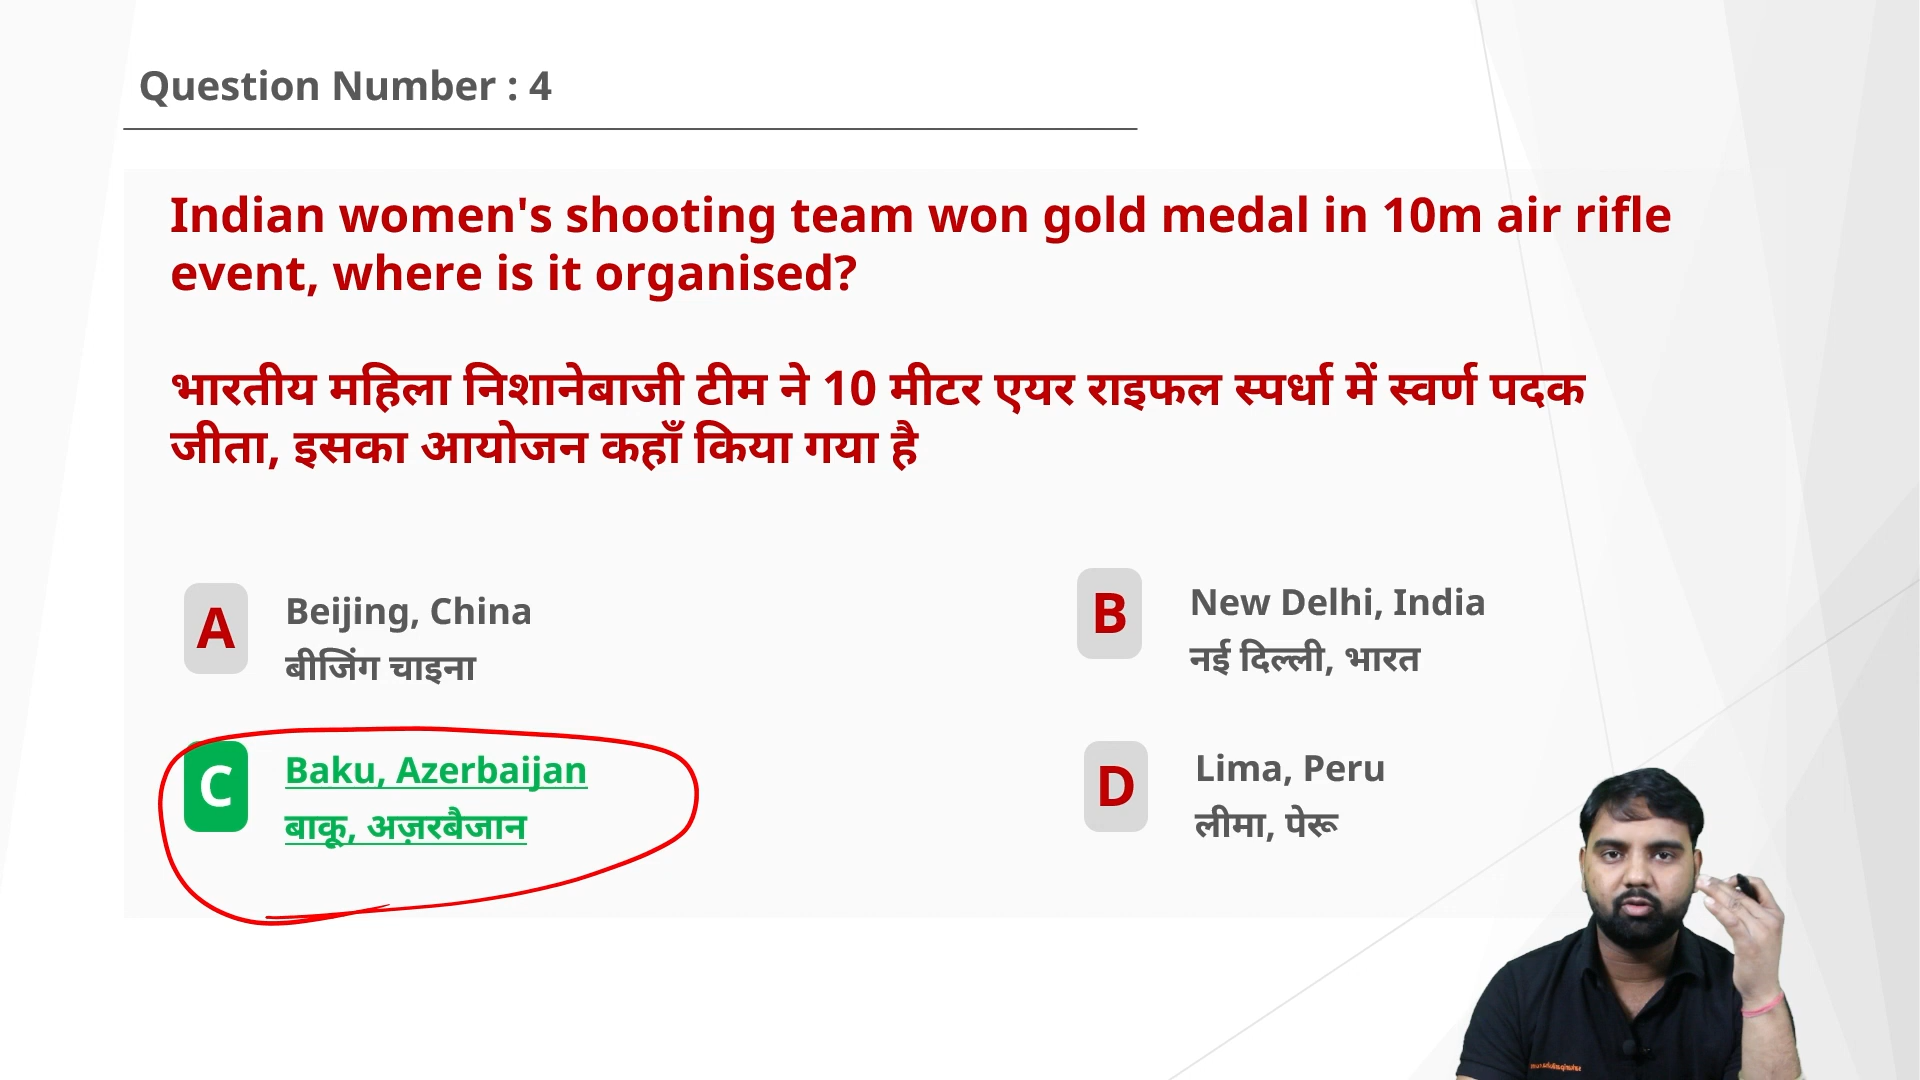 Question Number : 4
Indian women's shooting team won gold medal in 10m air rifle
event, where is it organised?
भारतीय महिला निशानेबाजी टीम ने 10 मीटर एयर राइफल स्पर्धा में स्वर्ण पदक
जीता, इसका आयोजन कहाँ किया गया है
A
Beijing, China
बीजिंग चाइना
B
New Delhi, India
नई दिल्ली, भारत
C
Baku, Azerbaijan
बाकू, अज़रबैजान
D
Lima, Peru
लीमा, पेरू